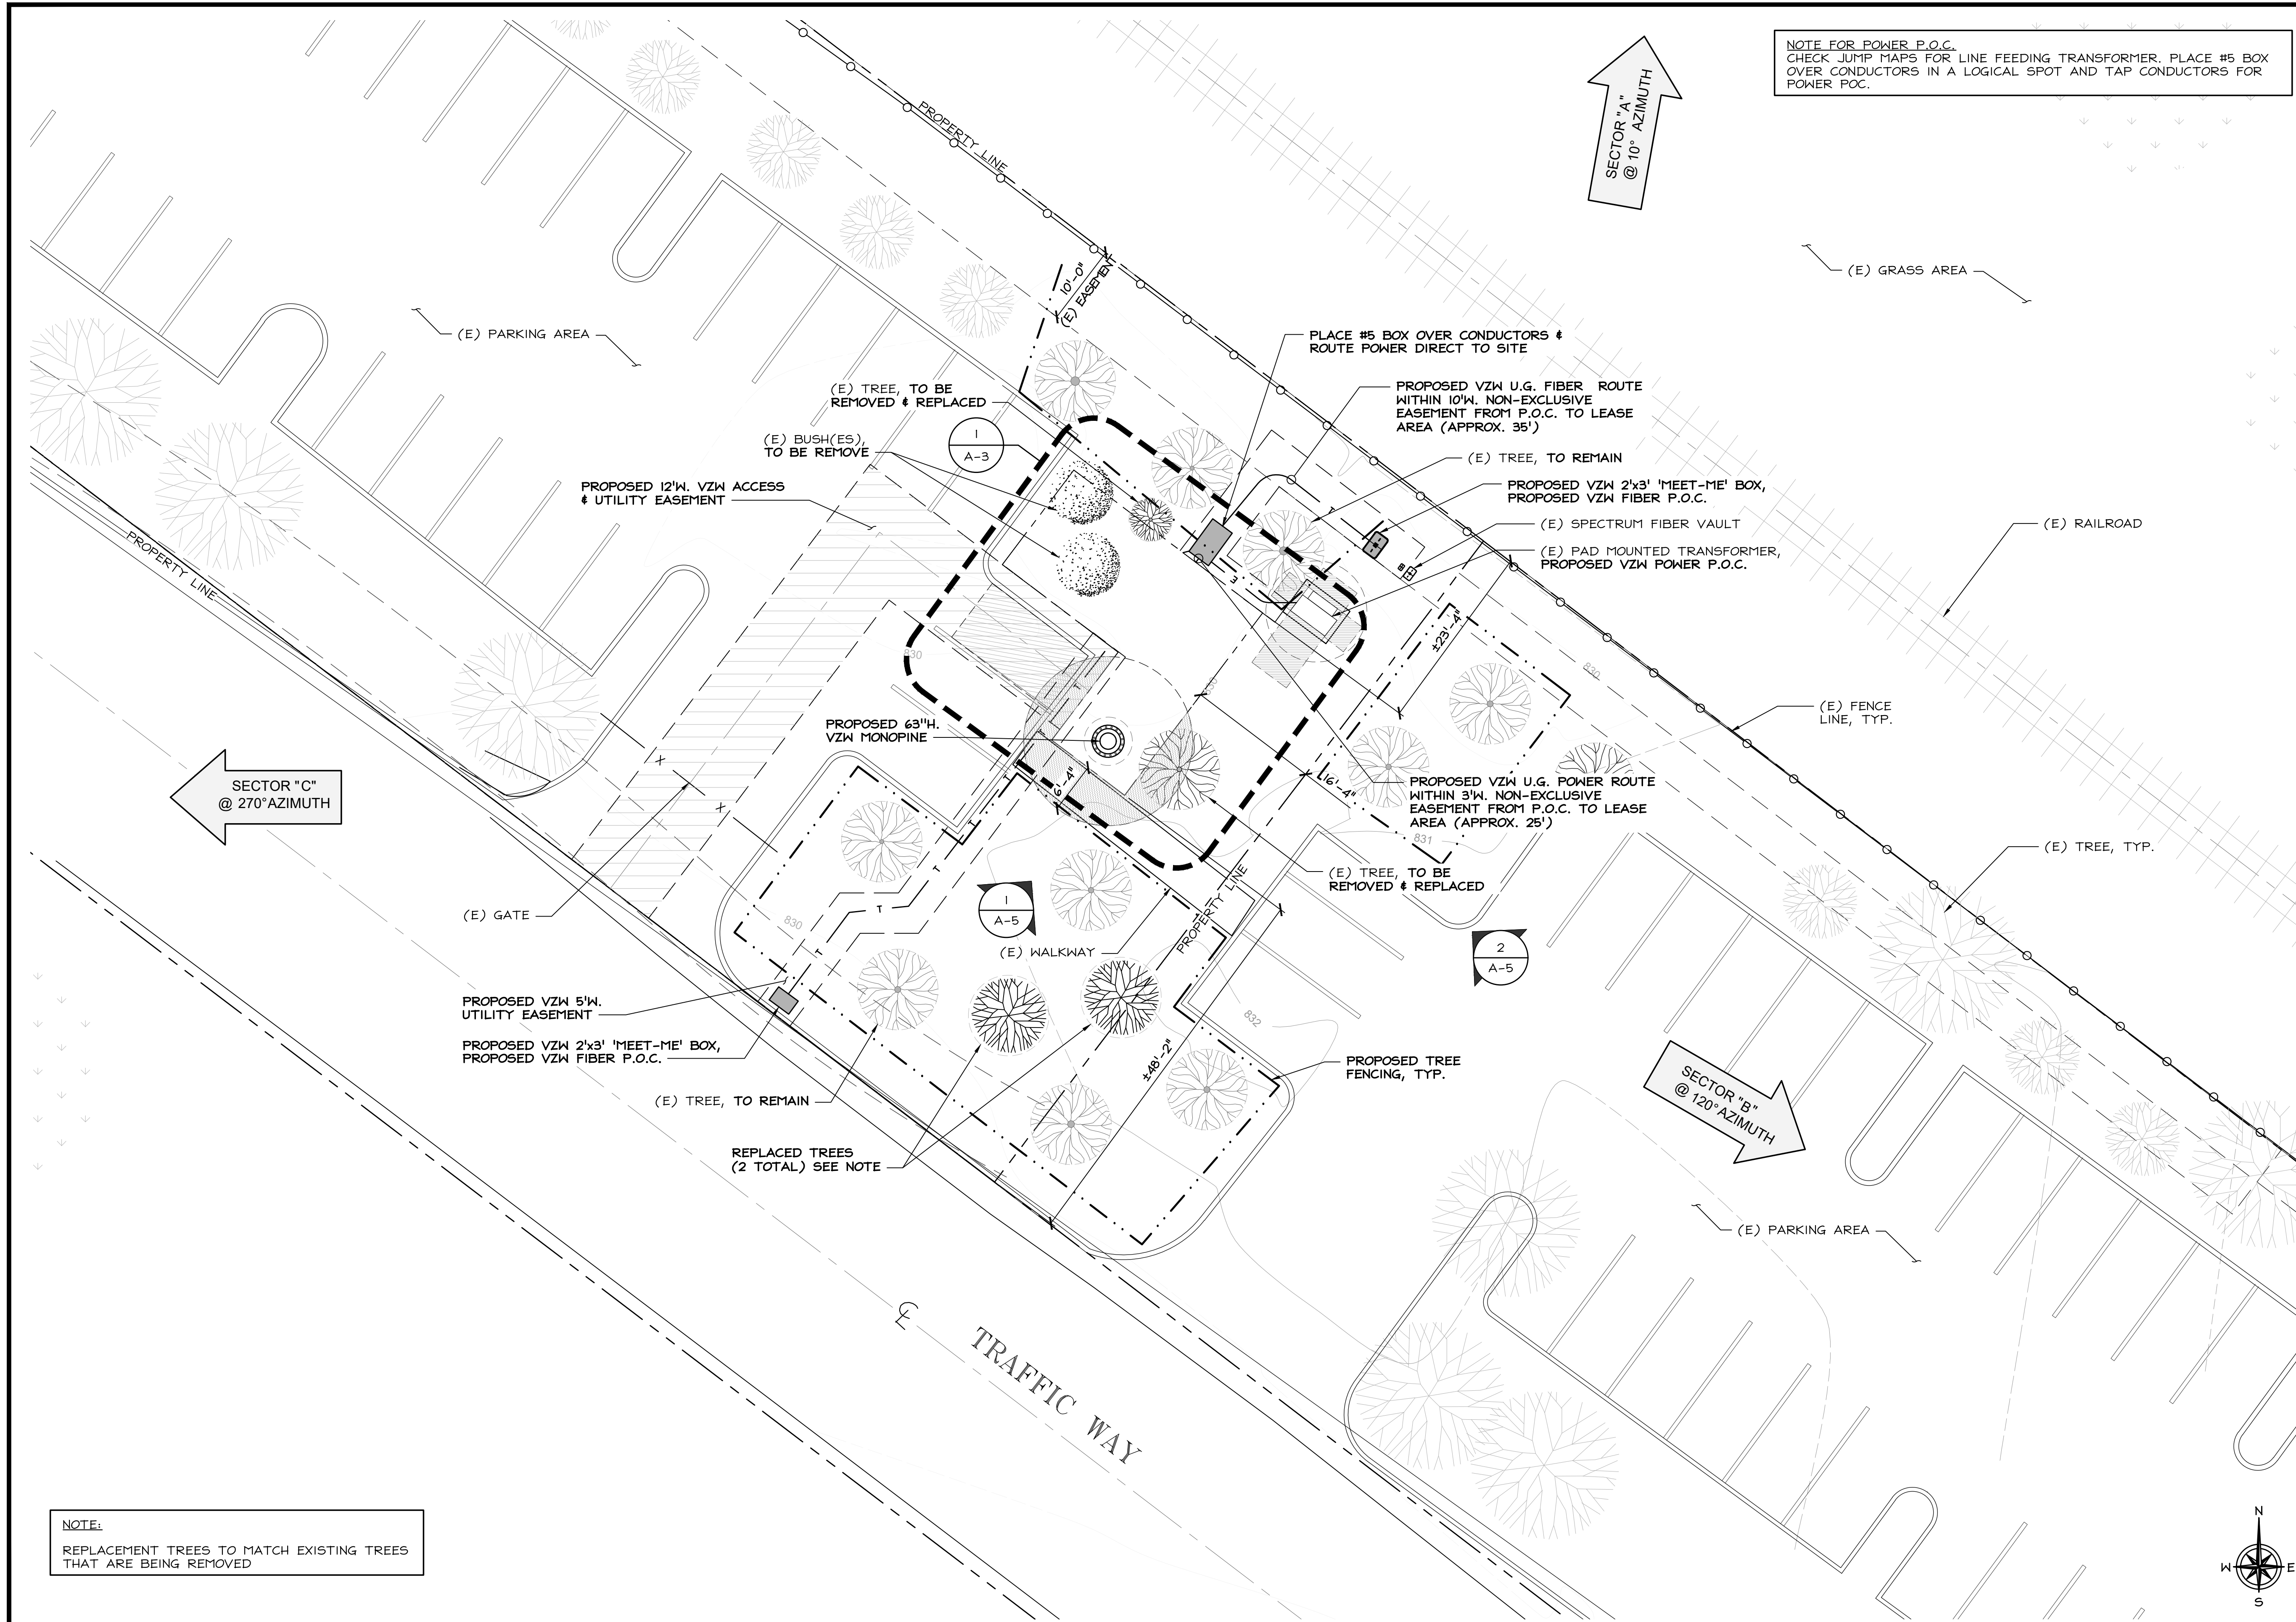 NOTE FOR POWER P.O.C.
CHECK JUMP MAPS FOR LINE FEEDING TRANSFORMER. PLACE #5 BOX
OVER CONDUCTORS IN A LOGICAL SPOT AND TAP CONDUCTORS FOR
POWER POC.
SECTOR "A"
@ 10° AZIMUTH
PROPERTY LINE
10'-0"
(E) EASEMENT
(E) GRASS AREA
(E) PARKING AREA
PLACE #5 BOX OVER CONDUCTORS &
ROUTE POWER DIRECT TO SITE
(E) TREE, TO BE
REMOVED & REPLACED
PROPOSED VZW U.G. FIBER ROUTE
WITHIN 10'W. NON-EXCLUSIVE
EASEMENT FROM P.O.C. TO LEASE
AREA (APPROX. 35')
1
A-3
(E) BUSH(ES),
TO BE REMOVE
(E) TREE, TO REMAIN
PROPOSED 12'W. VZW ACCESS
& UTILITY EASEMENT
PROPOSED VZW 2'x3' 'MEET-ME' BOX,
PROPOSED VZW FIBER P.O.C.
(E) SPECTRUM FIBER VAULT
(E) RAILROAD
(E) PAD MOUNTED TRANSFORMER,
PROPOSED VZW POWER P.O.C.
PROPERTY LINE
T
E
±23'-4"
830
830
830
(E) FENCE
LINE, TYP.
PROPOSED 63"H.
VZW MONOPINE
6'-4"
16'-4"
X
X
SECTOR "C"
@ 270°AZIMUTH
PROPOSED VZW U.G. POWER ROUTE
WITHIN 3'W. NON-EXCLUSIVE
EASEMENT FROM P.O.C. TO LEASE
AREA (APPROX. 25')
831
(E) TREE, TYP.
(E) TREE, TO BE
REMOVED & REPLACED
T
T
T
T
T
T
(E) GATE
830
1
A-5
(E) WALKWAY
PROPERTY LINE
2
A-5
PROPOSED VZW 5'W.
UTILITY EASEMENT
832
PROPOSED VZW 2'x3' 'MEET-ME' BOX,
PROPOSED VZW FIBER P.O.C.
±48'-2"
PROPOSED TREE
FENCING, TYP.
SECTOR "B"
@ 120°AZIMUTH
(E) TREE, TO REMAIN
REPLACED TREES
(2 TOTAL) SEE NOTE
(E) PARKING AREA
CL
TRAFFIC WAY
NOTE:
REPLACEMENT TREES TO MATCH EXISTING TREES
THAT ARE BEING REMOVED
N
W
E
S